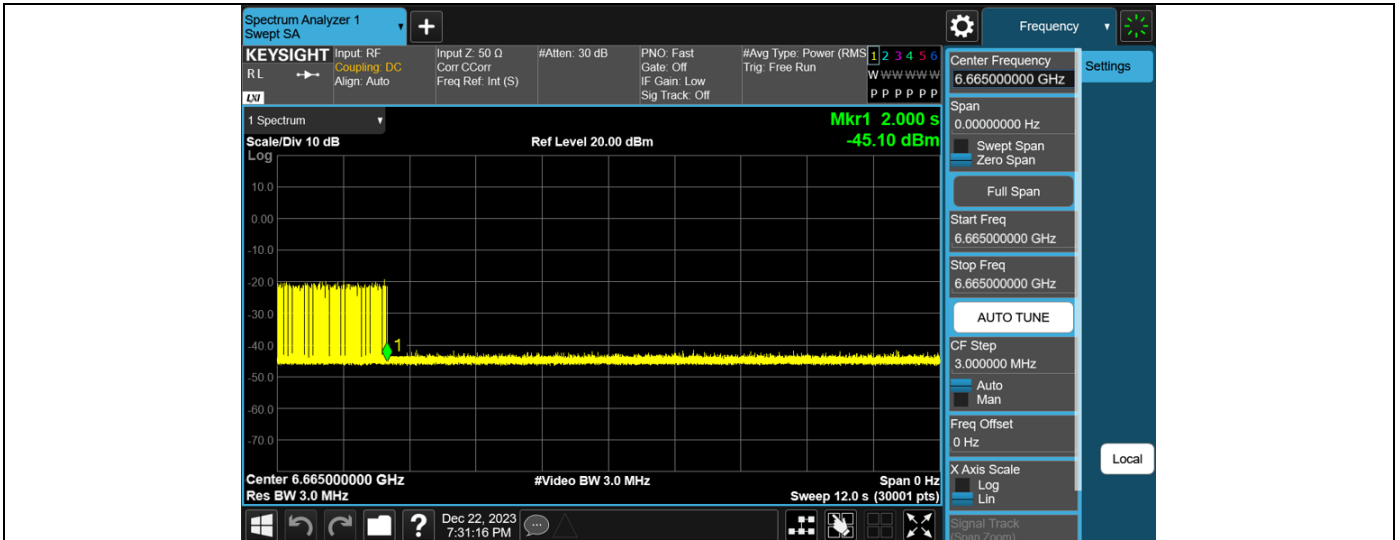 Spectrum Analyzer 1
Swept SA
+
Frequency
KEYSIGHT
R L
LXI
Input: RF
Coupling: DC
Align: Auto
Input Z: 50 Ω
Corr CCorr
Freq Ref: Int (S)
#Atten: 30 dB
PNO: Fast
Gate: Off
IF Gain: Low
Sig Track: Off
#Avg Type: Power (RMS
Trig: Free Run
1 2 3 4 5 6
W W W W W W
P P P P P P
1 Spectrum
Scale/Div 10 dB
Log
Ref Level 20.00 dBm
Mkr1 2.000 s
-45.10 dBm
10.0
0.00
-10.0
-20.0
-30.0
-40.0
-50.0
-60.0
-70.0
1
Center 6.665000000 GHz
Res BW 3.0 MHz
#Video BW 3.0 MHz
Span 0 Hz
Sweep 12.0 s (30001 pts)
Center Frequency
6.665000000 GHz
Span
0.00000000 Hz
Swept Span
Zero Span
Full Span
Start Freq
6.665000000 GHz
Stop Freq
6.665000000 GHz
AUTO TUNE
CF Step
3.000000 MHz
Auto
Man
Freq Offset
0 Hz
X Axis Scale
Log
Lin
Signal Track
(Span Zoom)
Settings
Local
?
Dec 22, 2023
7:31:16 PM